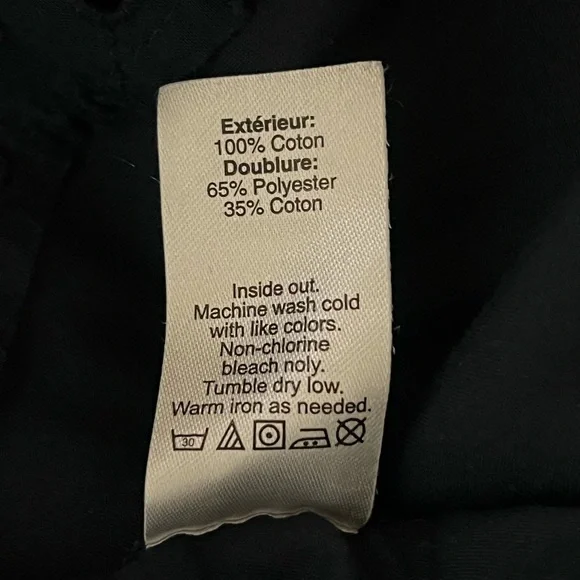 Extérieur:
100% Coton
Doublure:
65% Polyester
35% Coton
Inside out.
Machine wash cold
with like colors.
Non-chlorine
bleach noly.
Tumble dry low.
Warm iron as needed.
30